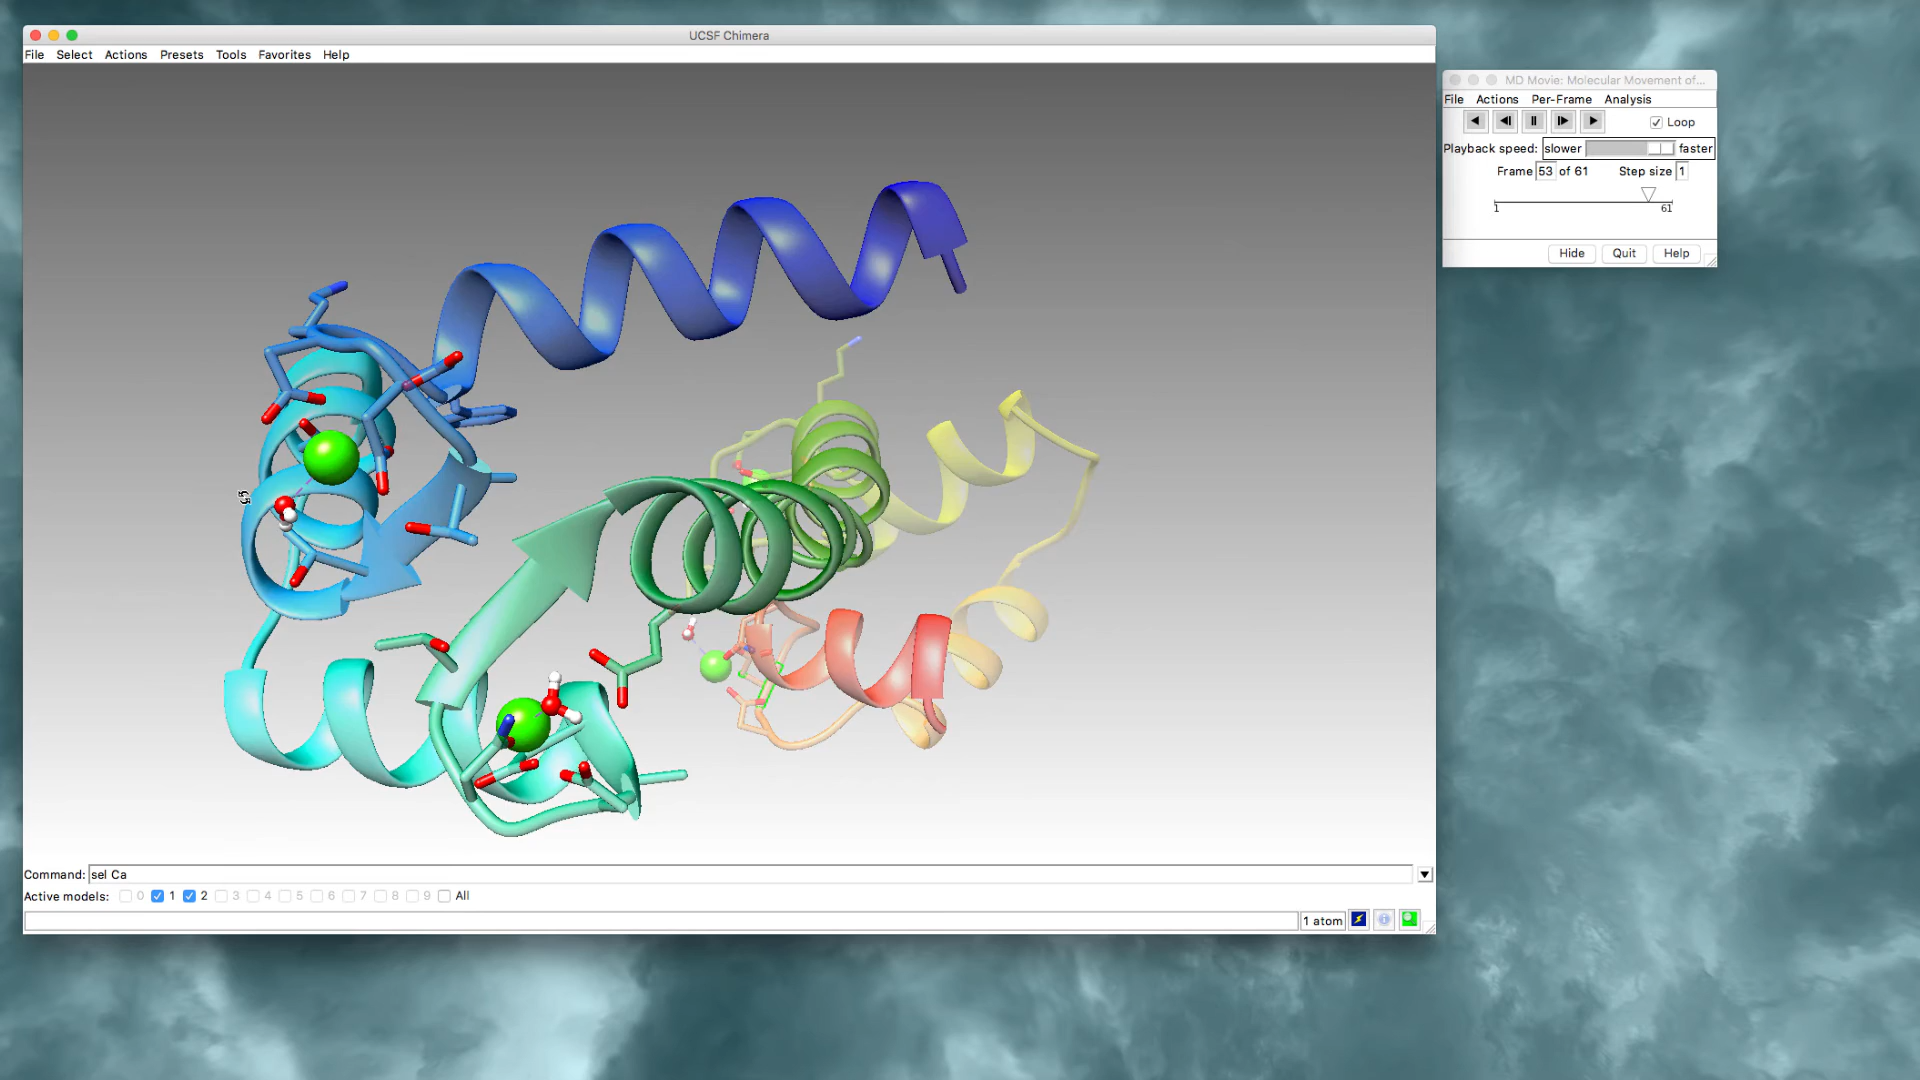 UCSF Chimera
File Select Actions Presets Tools Favorites Help
MD Movie: Molecular Movement of...
File Actions Per-Frame Analysis
Loop
Playback speed: slower faster
Frame 53 of 61 Step size 1
1 61
Hide Quit Help
Command: sel Ca
Active models: 0 1 2 3 4 5 6 7 8 9 All
1 atom